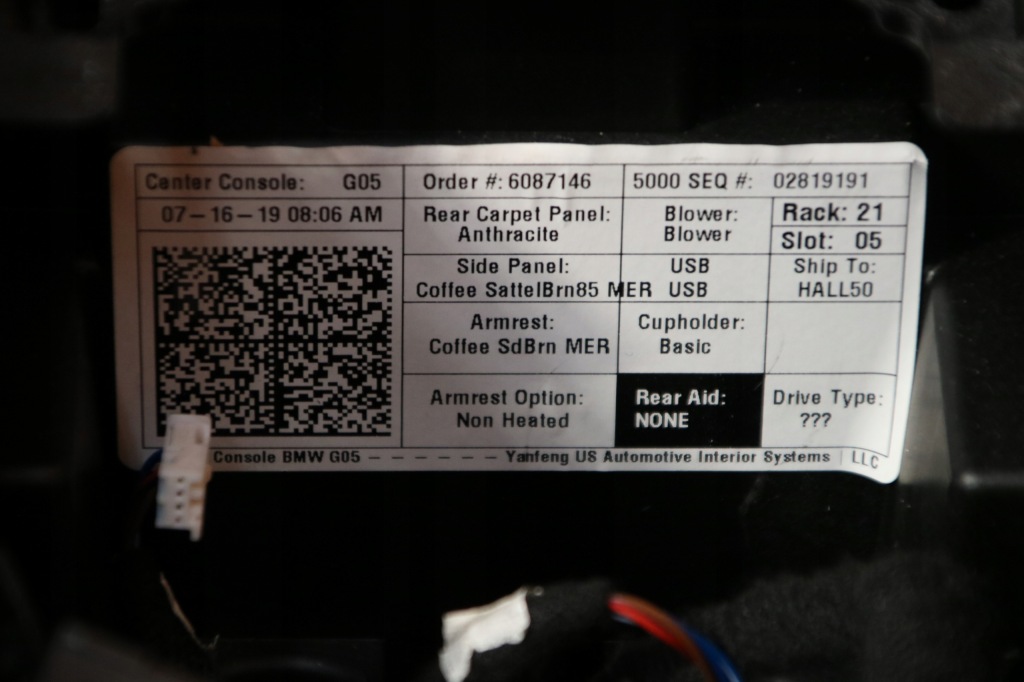 Center Console: G05
Order #: 6087146
5000 SEQ #: 02819191
07-16-19 08:06 AM
Rear Carpet Panel:
Anthracite
Blower:
Blower
Rack: 21
Slot: 05
Side Panel:
Coffee SattelBrn85 MER
USB
USB
Ship To:
HALL50
Armrest:
Coffee SdBrn MER
Cupholder:
Basic
Armrest Option:
Non Heated
Rear Aid:
NONE
Drive Type:
???
Console BMW G05 - - - - - - Yanfeng US Automotive Interior Systems LLC